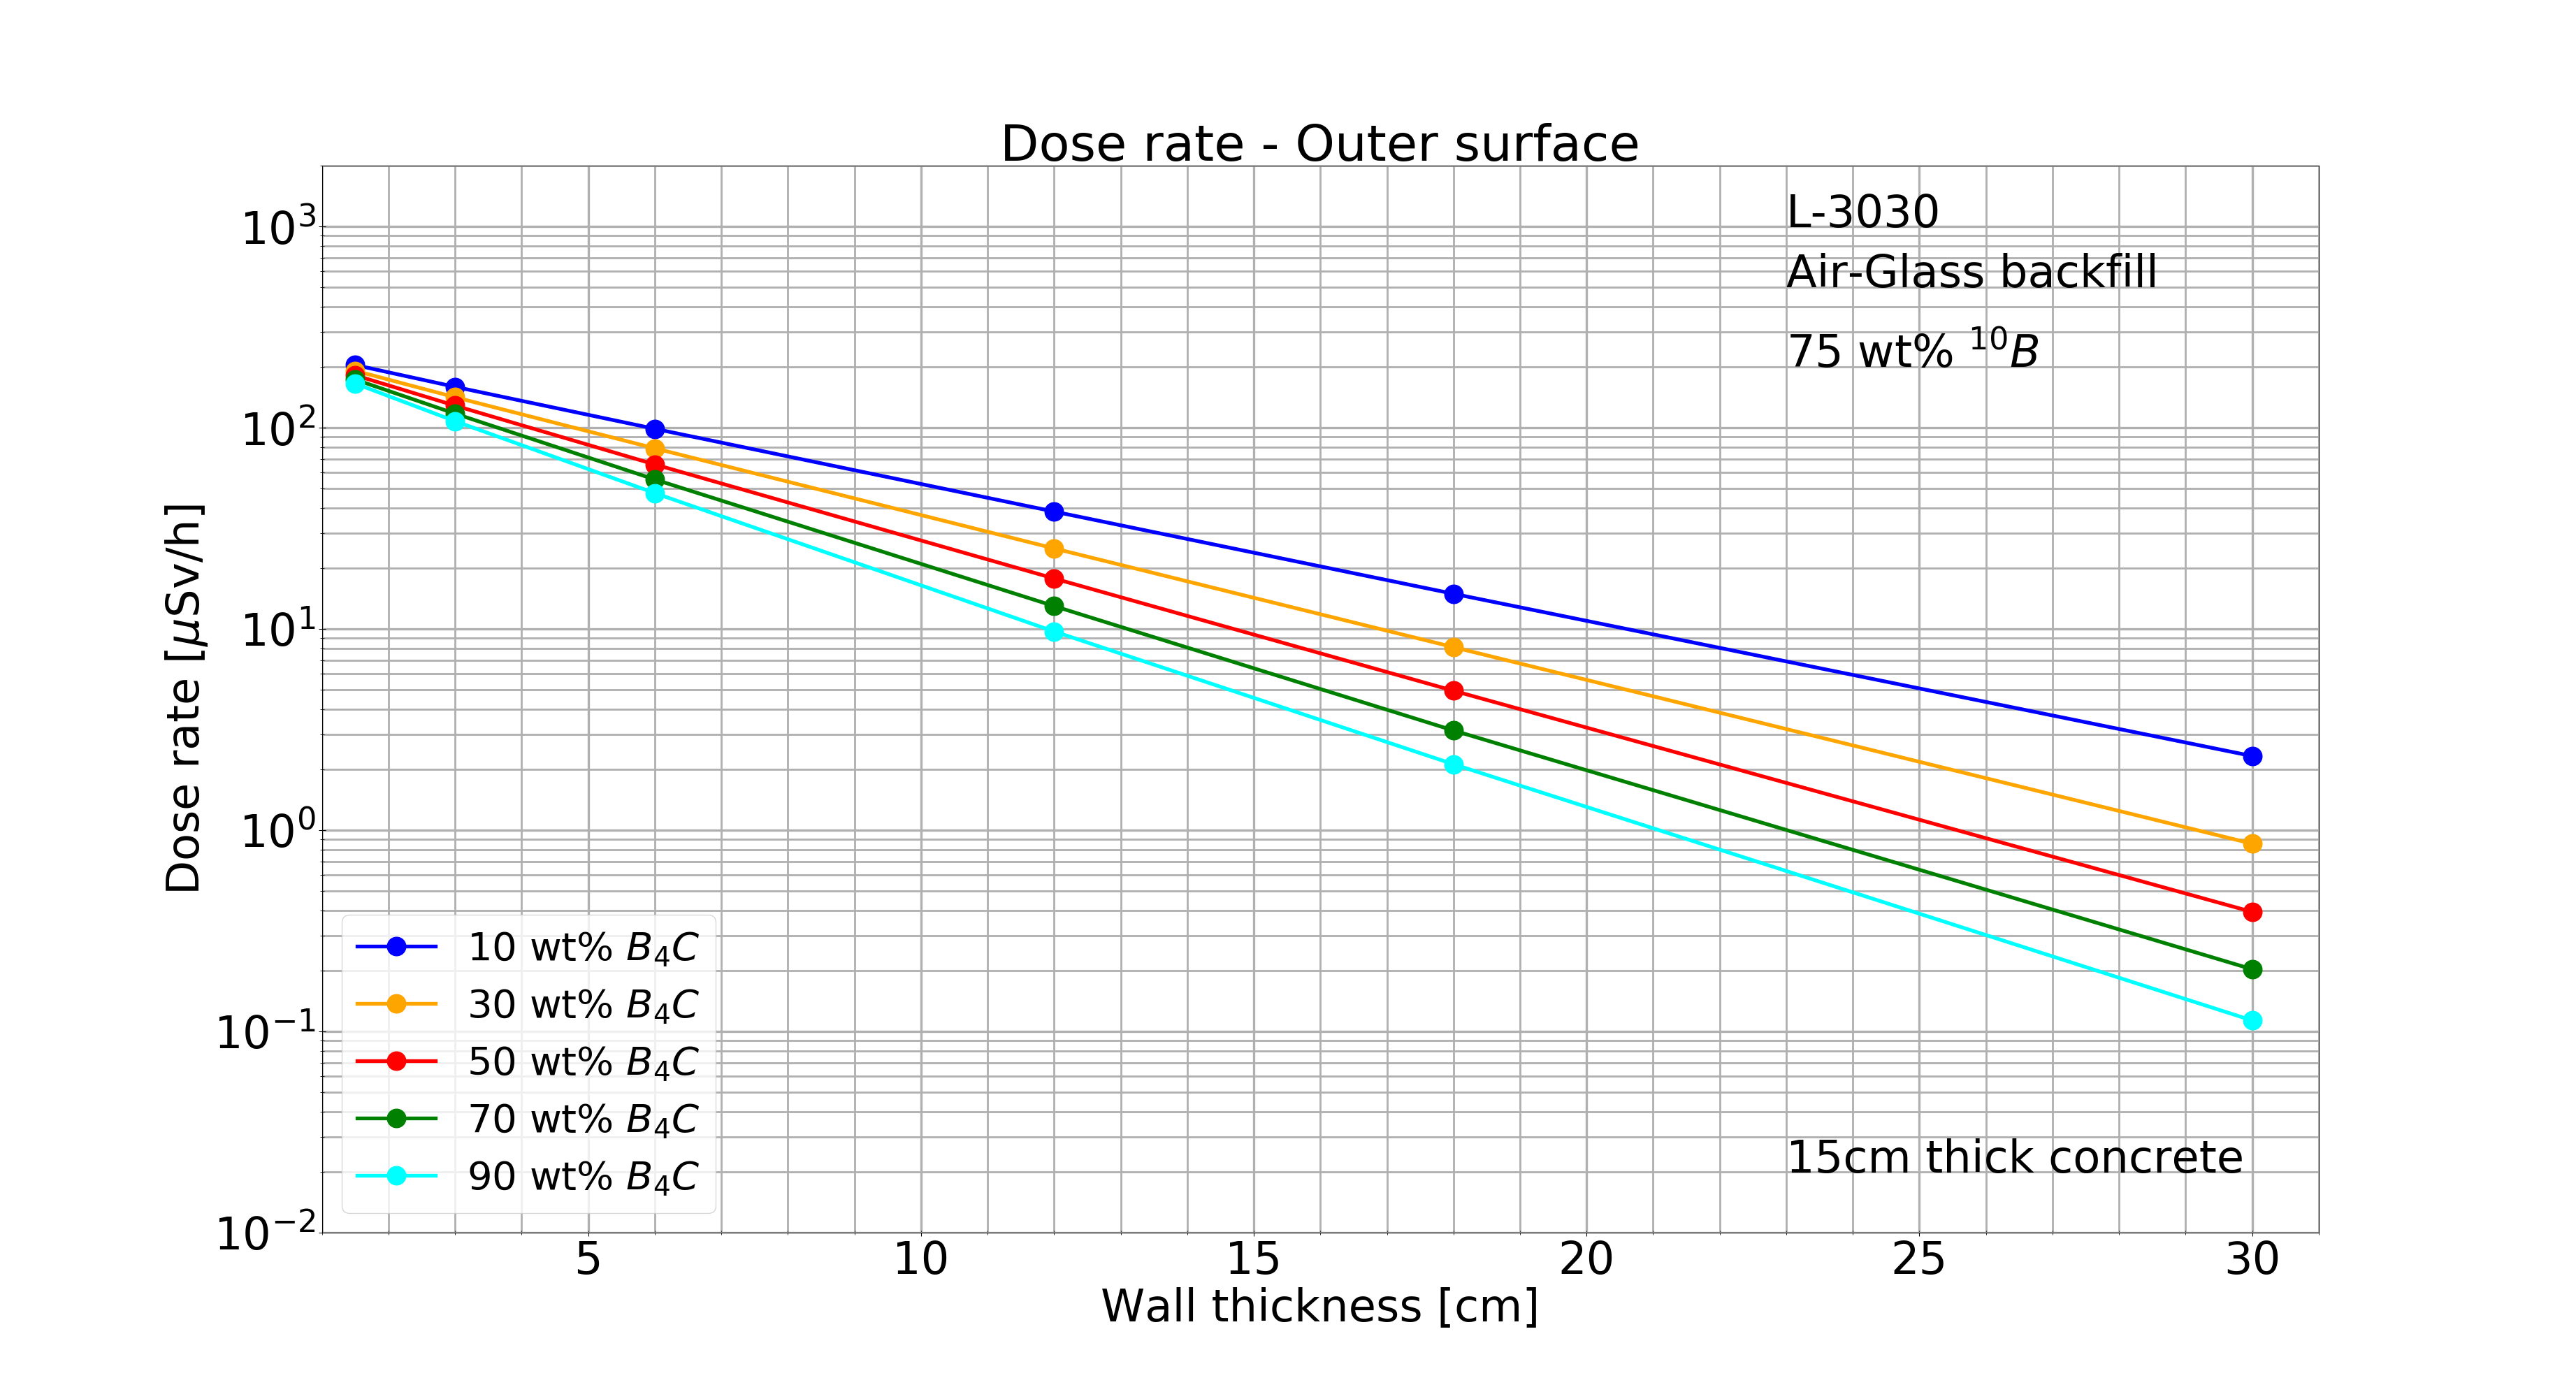 Dose rate - Outer surface
L-3030
Air-Glass backfill
75 wt% ¹⁰B
10³
10²
10¹
10⁰
10⁻¹
10⁻²
Dose rate [μSv/h]
10 wt% B₄C
30 wt% B₄C
50 wt% B₄C
70 wt% B₄C
90 wt% B₄C
15cm thick concrete
5 10 15 20 25 30
Wall thickness [cm]